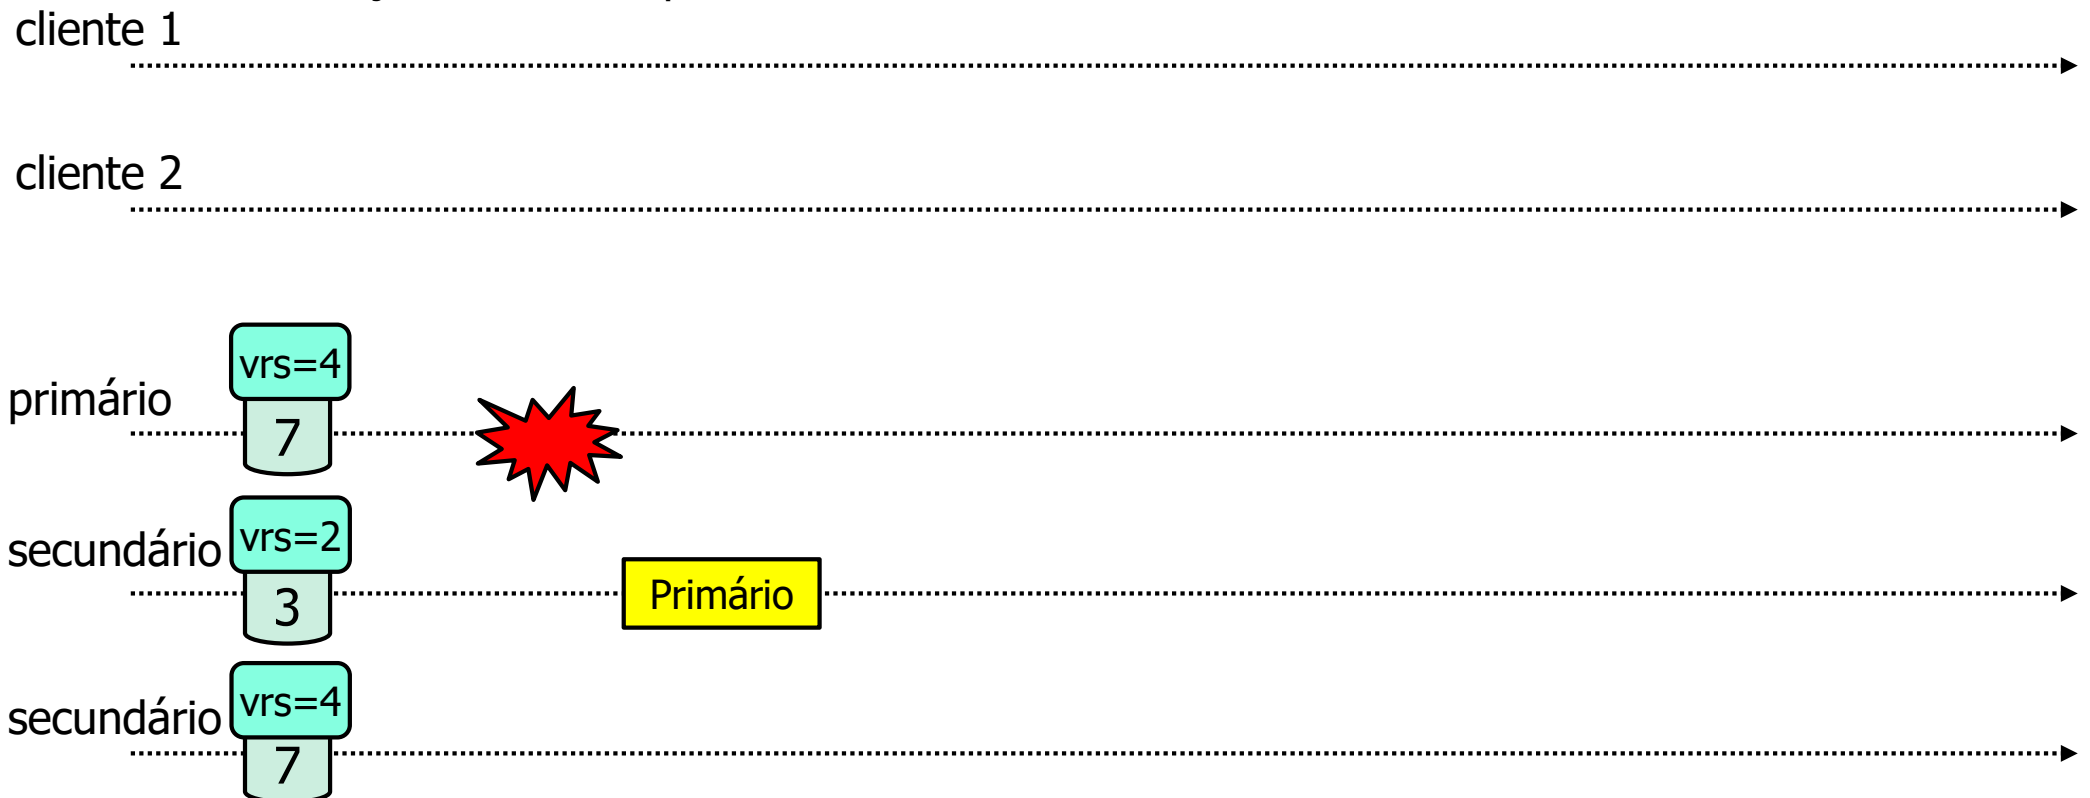 cliente 1
cliente 2
vrs=4
primário
7
vrs=2
secundário
3
Primário
vrs=4
secundário
7